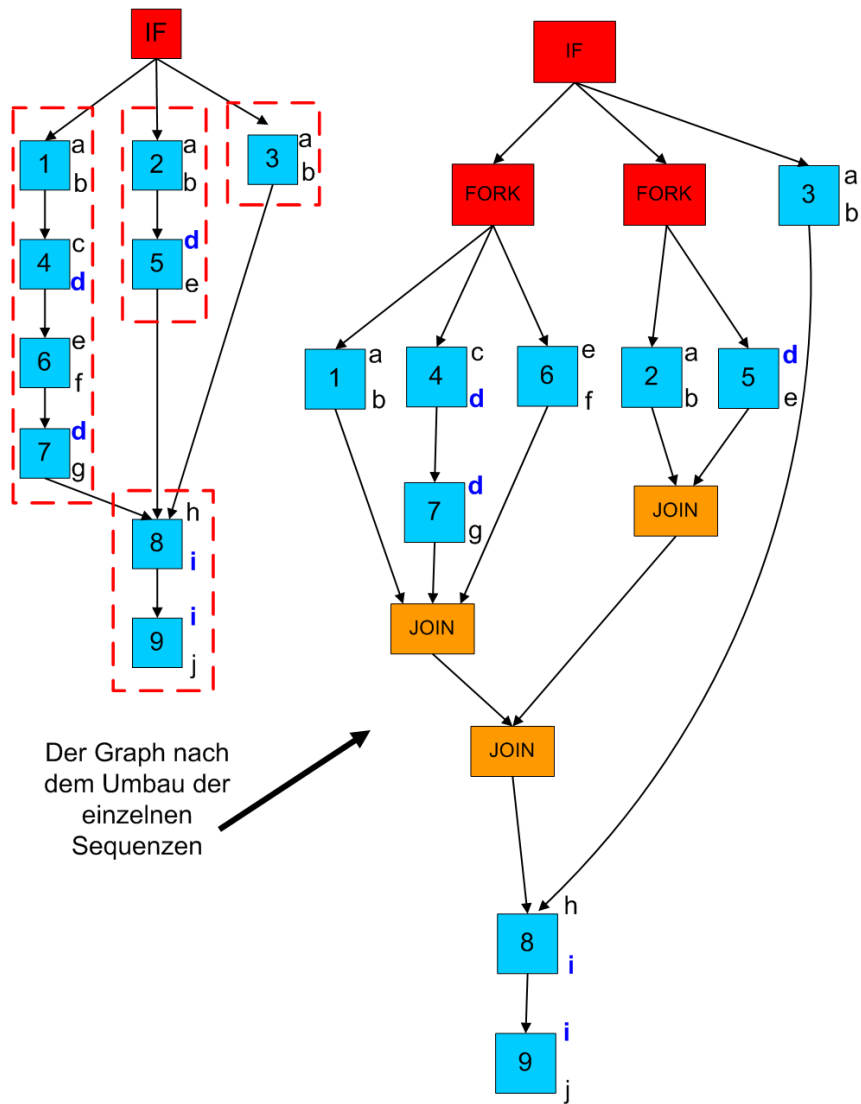 IF
1
a
b
2
a
b
3
a
b
4
c
d
5
d
e
6
e
f
7
d
g
8
h
i
9
i
j
Der Graph nach
dem Umbau der
einzelnen
Sequenzen
IF
FORK
FORK
3
a
b
1
a
b
4
c
d
6
e
f
2
a
b
5
d
e
7
d
g
JOIN
JOIN
JOIN
8
h
i
9
i
j